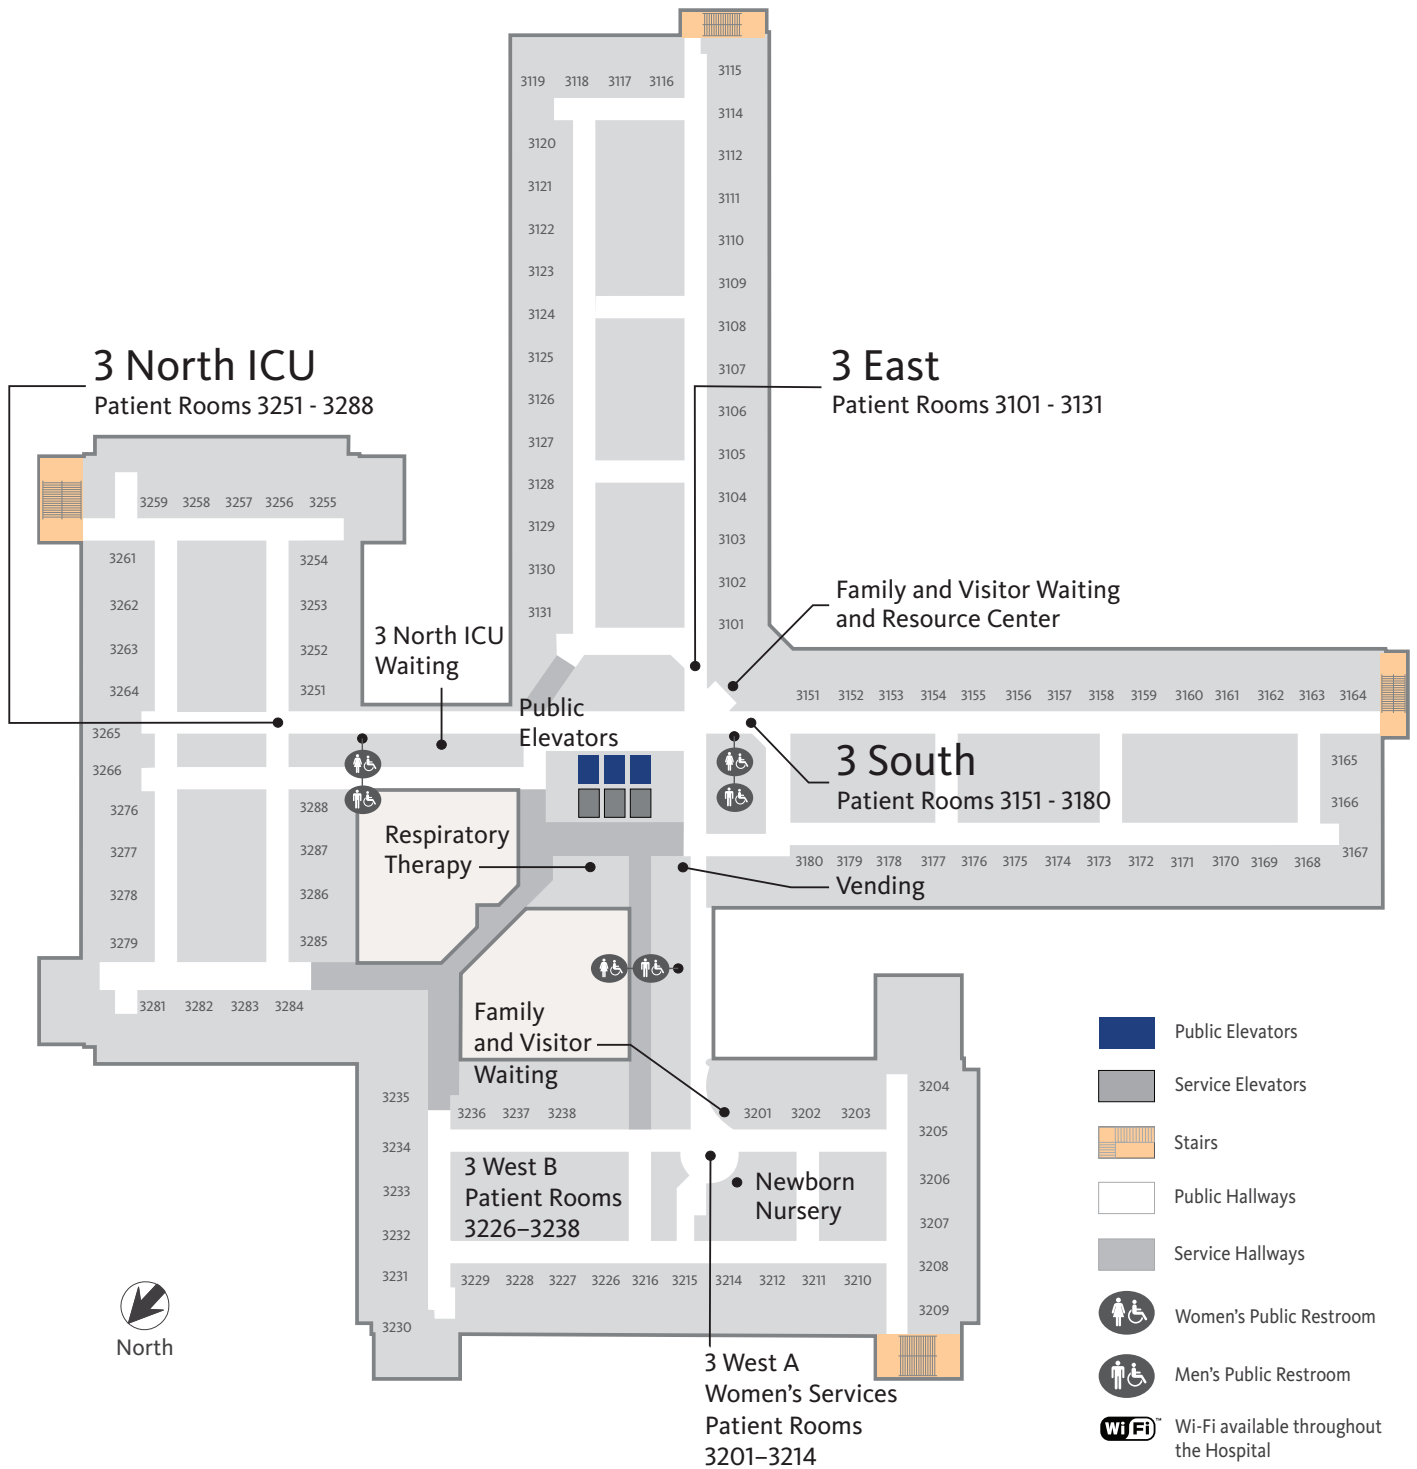 3115
3119 3118 3117 3116
3114
3120
3112
3121
3111
3122
3110
3123
3109
3124
3108
3125
3107
3126
3106
3127
3105
3128
3104
3129
3103
3130
3102
3131
3101
3 North ICU
Patient Rooms 3251 - 3288
3 East
Patient Rooms 3101 - 3131
3259 3258 3257 3256 3255
3261
3254
3262
3253
3263
3252
3264
3251
3265
3266
3276
3288
3277
3287
3278
3286
3279
3285
3281 3282 3283 3284
3 North ICU
Waiting
Public
Elevators
Family and Visitor Waiting
and Resource Center
3151 3152 3153 3154 3155 3156 3157 3158 3159 3160 3161 3162 3163 3164
3 South
Patient Rooms 3151 - 3180
3165
3166
3167
3180 3179 3178 3177 3176 3175 3174 3173 3172 3171 3170 3169 3168
Respiratory
Therapy
Vending
Family
and Visitor
Waiting
3235
3236 3237 3238
3234
3233
3232
3231
3230
3 West B
Patient Rooms
3226–3238
3201 3202 3203
3204
3205
3206
3207
3208
3209
Newborn
Nursery
3229 3228 3227 3226 3216 3215 3214 3212 3211 3210
3 West A
Women's Services
Patient Rooms
3201–3214
North
Public Elevators
Service Elevators
Stairs
Public Hallways
Service Hallways
Women's Public Restroom
Men's Public Restroom
Wi Fi™
Wi-Fi available throughout
the Hospital